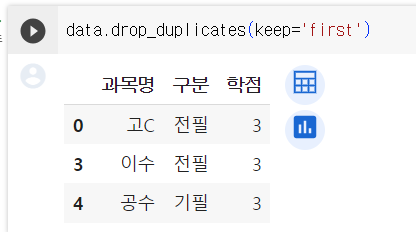 data.drop_duplicates(keep='first')
과목명 구분 학점
0 고C 전필 3
3 이수 전필 3
4 공수 기필 3